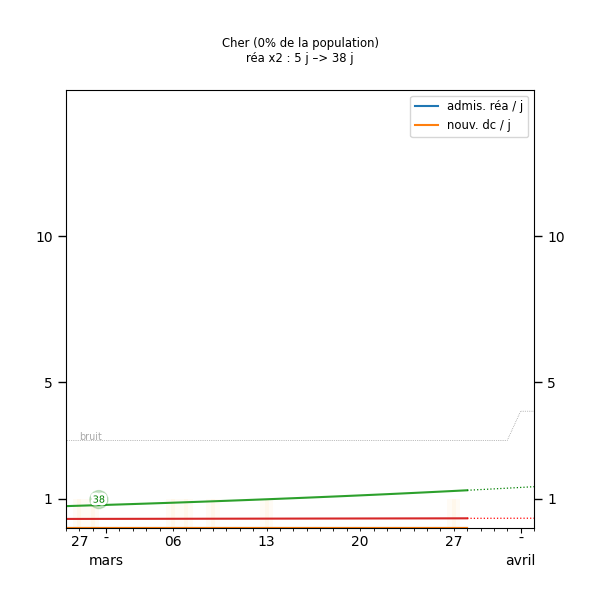 Cher (0% de la population)
réa x2 : 5 j –> 38 j
admis. réa / j
nouv. dc / j
10
10
5
5
bruit
38
1
1
27
-
06
13
20
27
-
mars
avril